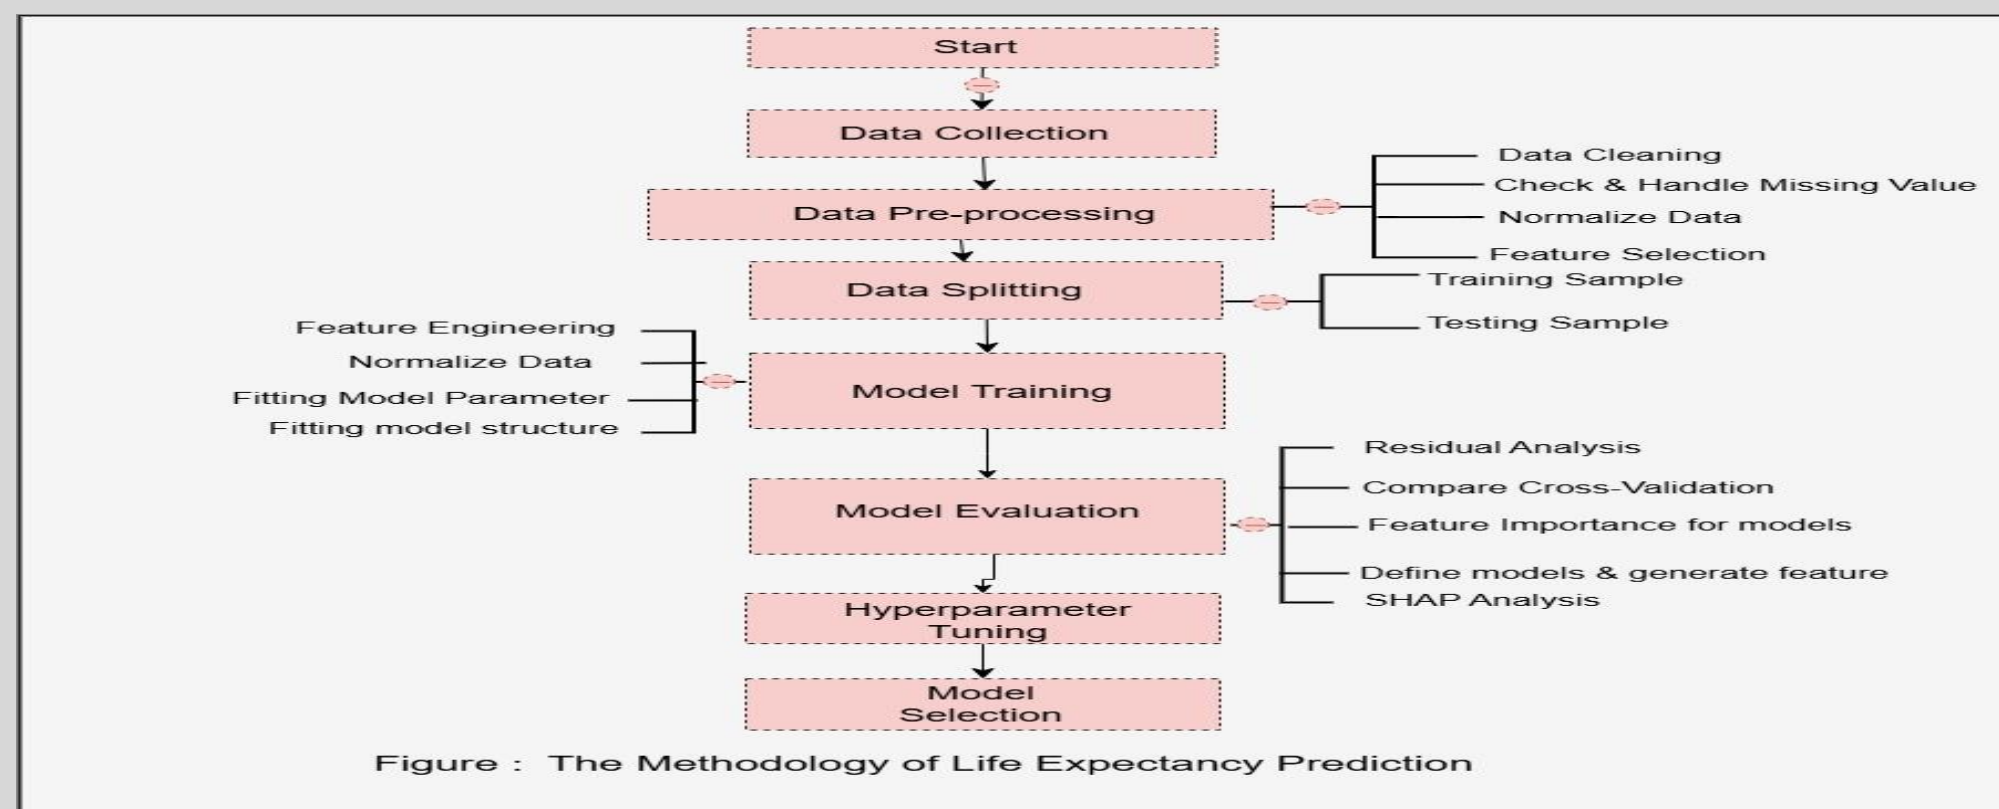 Start
Data Collection
Data Pre-processing
Data Cleaning
Check & Handle Missing Value
Normalize Data
Feature Selection
Data Splitting
Training Sample
Testing Sample
Model Training
Feature Engineering
Normalize Data
Fitting Model Parameter
Fitting model structure
Model Evaluation
Residual Analysis
Compare Cross-Validation
Feature Importance for models
Define models & generate feature
SHAP Analysis
Hyperparameter
Tuning
Model
Selection
Figure : The Methodology of Life Expectancy Prediction